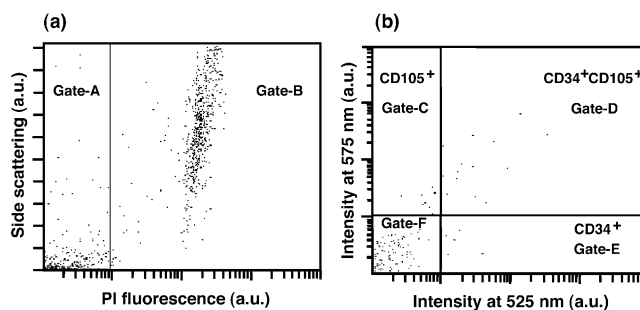 (a)
Side scattering (a.u.)
Gate-A
Gate-B
PI fluorescence (a.u.)
(b)
Intensity at 575 nm (a.u.)
CD105+
Gate-C
CD34+CD105+
Gate-D
Gate-F
CD34+
Gate-E
Intensity at 525 nm (a.u.)